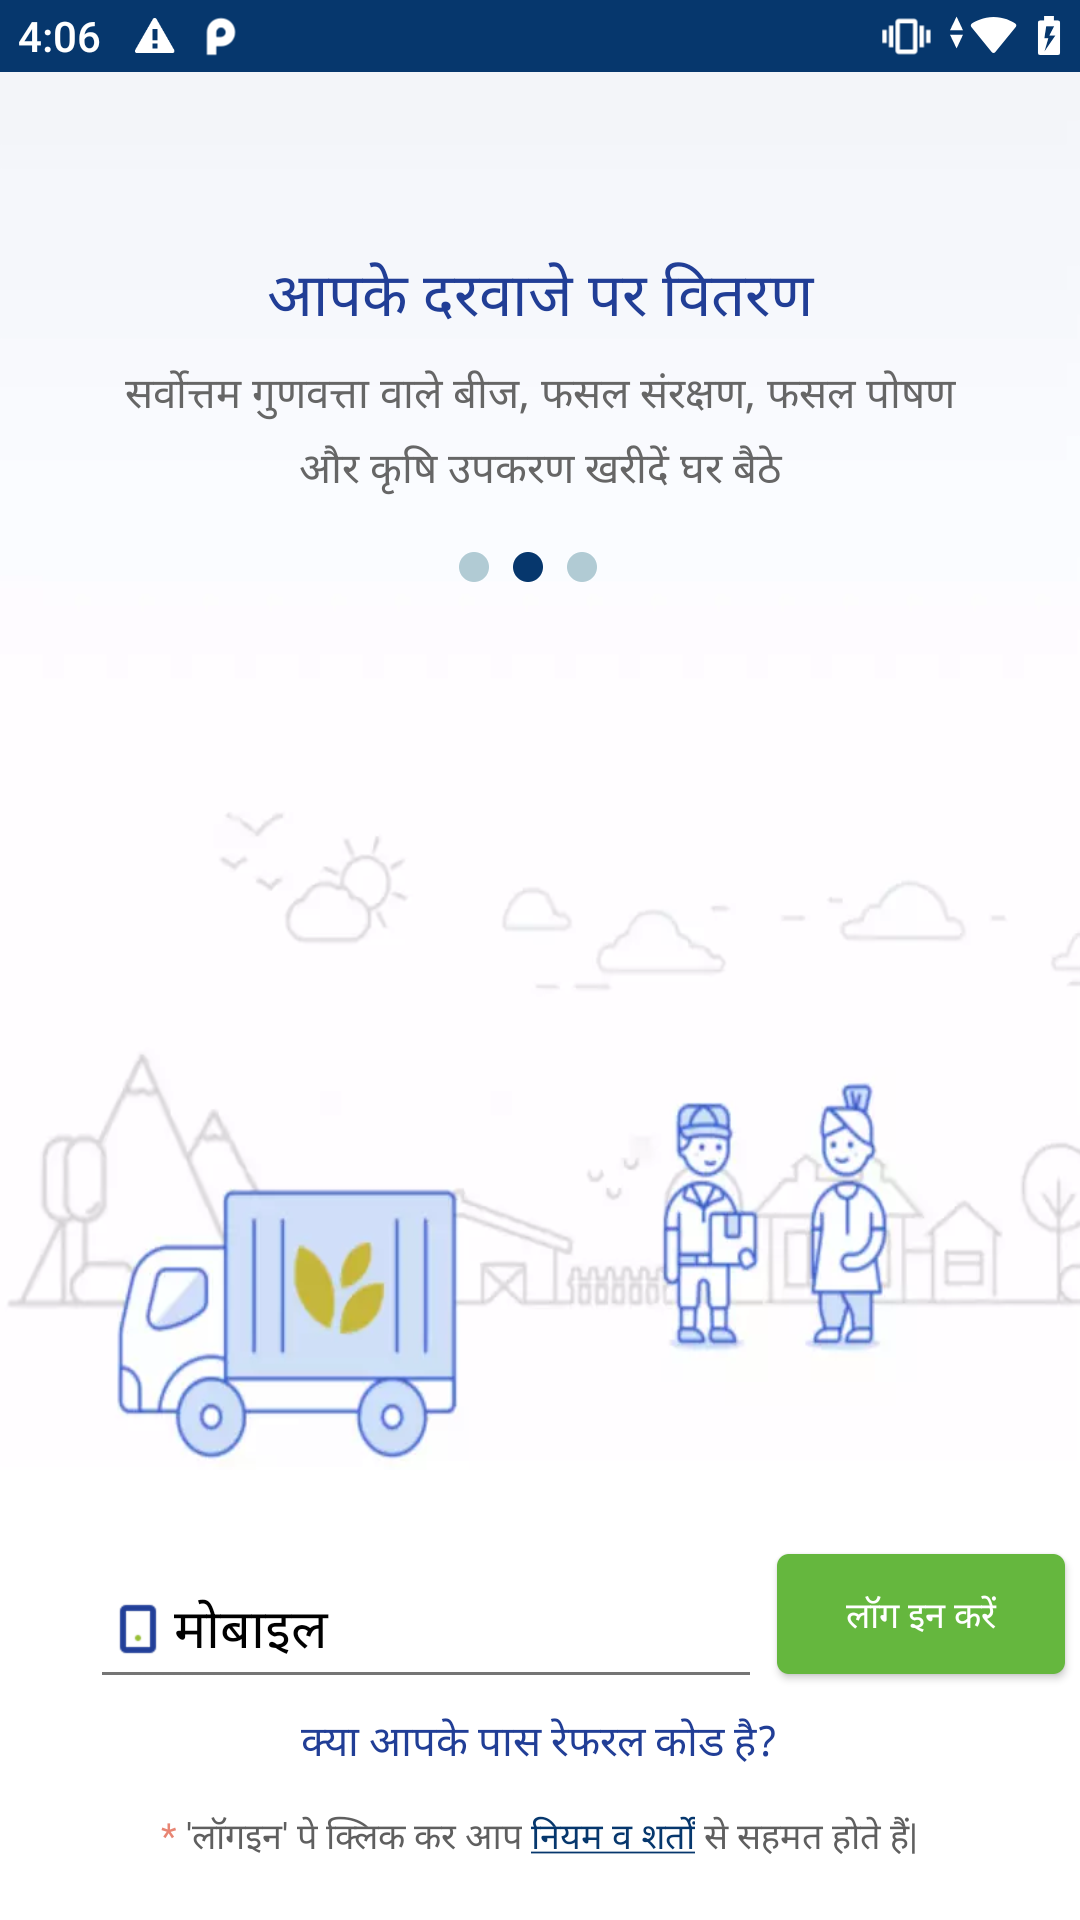 4:06
आपके दरवाजे पर वितरण
सर्वोत्तम गुणवत्ता वाले बीज, फसल संरक्षण, फसल पोषण
और कृषि उपकरण खरीदें घर बैठे
मोबाइल
लॉग इन करें
क्या आपके पास रेफरल कोड है?
* 'लॉगइन' पे क्लिक कर आप नियम व शर्तों से सहमत होते हैं|